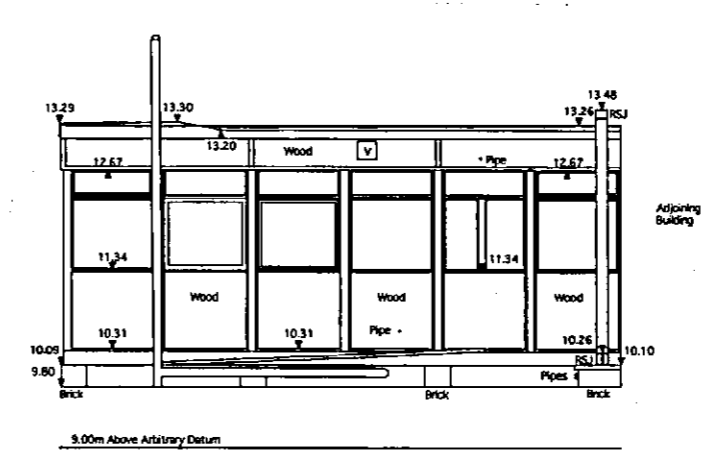 13.48
13.29
13.30
13.26
RSJ
13.20
Wood
V
Pipe
12.67
12.67
Adjoining
Building
11.34
11.34
Wood
Wood
Wood
10.31
10.31
Pipe
10.26
10.09
RSJ
10.10
9.80
Pipes
Brick
Brick
Brick
9.00m Above Arbitrary Datum